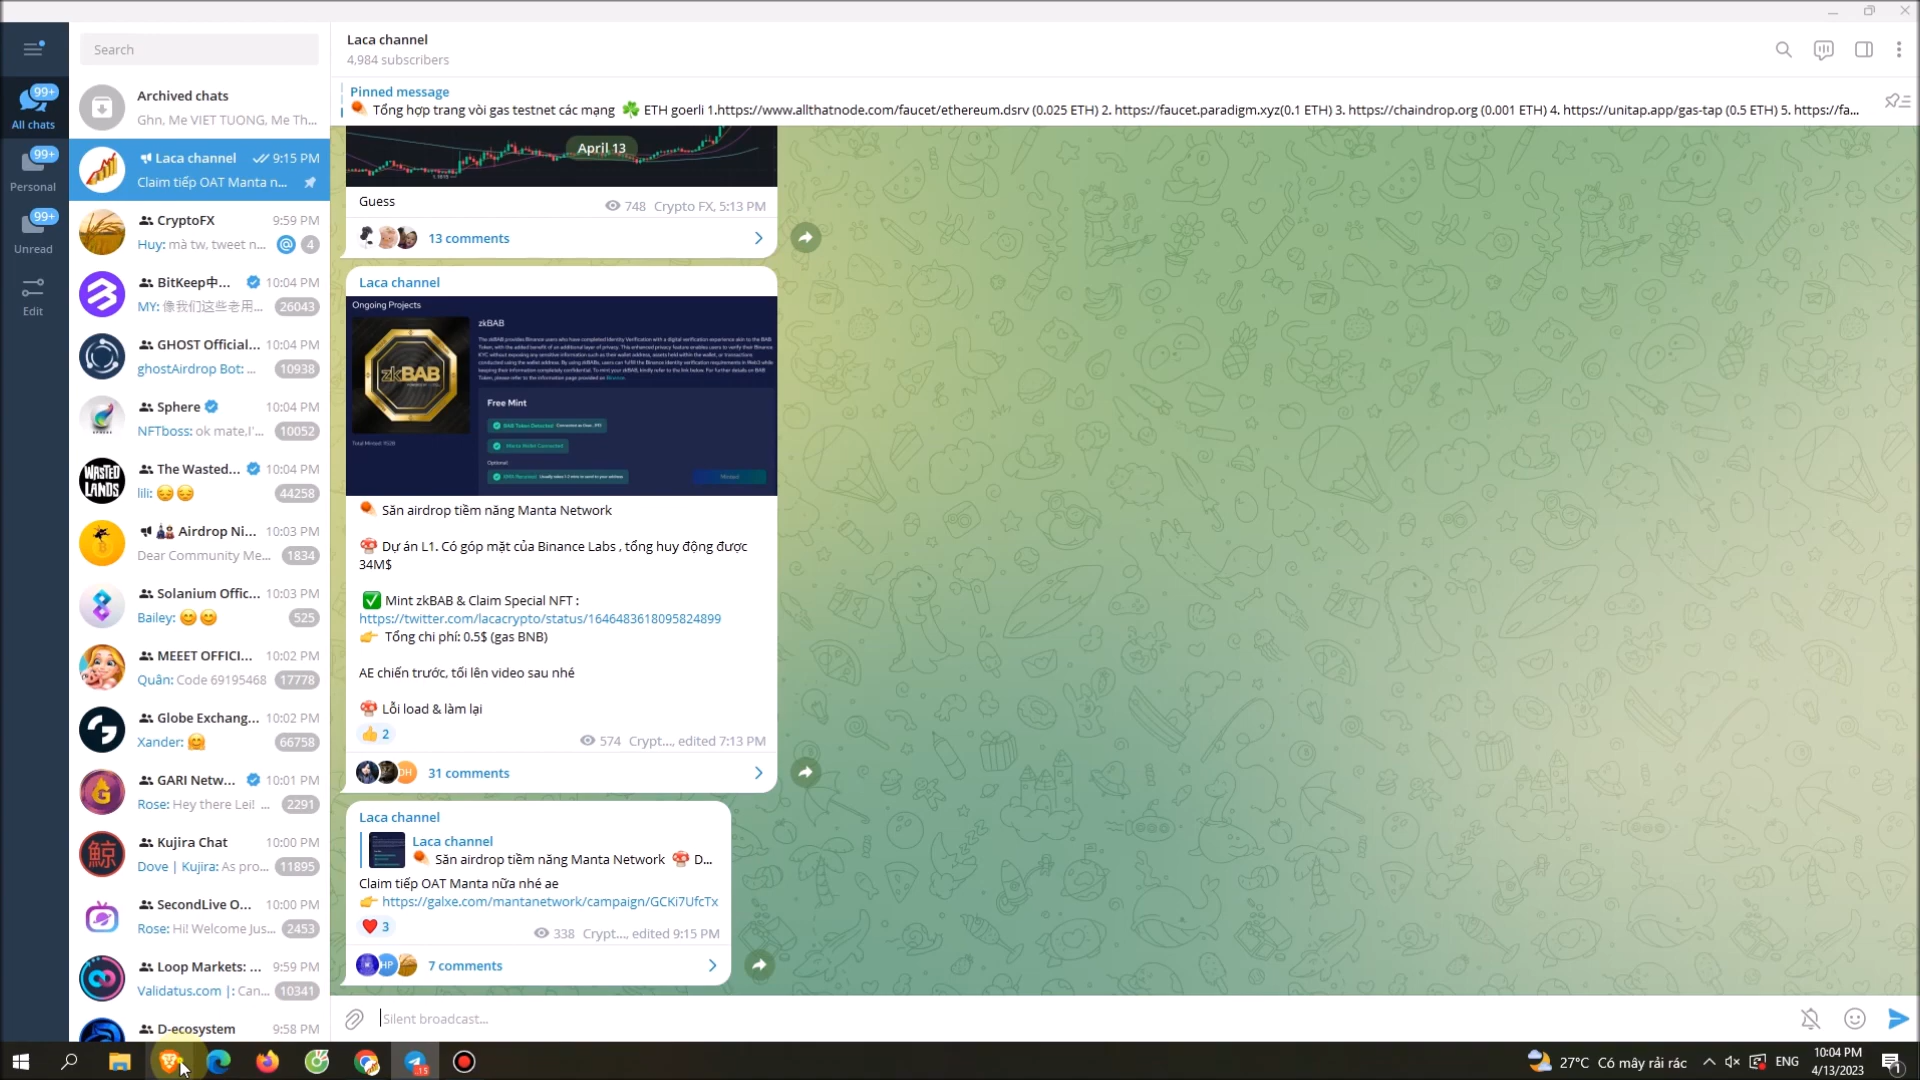 Search
Laca channel
4,984 subscribers
Pinned message
Tổng hợp trang vòi gas testnet các mạng 🍀 ETH goerli 1.https://www.allthatnode.com/faucet/ethereum.dsrv (0.025 ETH) 2. https://faucet.paradigm.xyz(0.1 ETH) 3. https://chaindrop.org (0.001 ETH) 4. https://unitap.app/gas-tap (0.5 ETH) 5. https://fa...
99+
All chats
99+
Personal
99+
Unread
Edit
Archived chats
Ghn, Me VIET TUONG, Me Th...
Laca channel 9:15 PM
Claim tiếp OAT Manta n...
CryptoFX 9:59 PM
Huy: mà tw, tweet n... @ 4
BitKeep中... 10:04 PM
MY: 像我们这些老用... 26043
GHOST Official... 10:04 PM
ghostAirdrop Bot: ... 10938
Sphere 10:04 PM
NFTboss: ok mate,I'... 10052
WASTED LANDS
The Wasted... 10:04 PM
lili: 😔 😔 44258
Airdrop Ni... 10:03 PM
Dear Community Me... 1834
Solanium Offic... 10:03 PM
Bailey: 😊 😊 525
MEEET OFFICI... 10:02 PM
Quân: Code 69195468 17778
Globe Exchang... 10:02 PM
Xander: 🤗 66758
GARI Netw... 10:01 PM
Rose: Hey there Lei! ... 2291
Kujira Chat 10:00 PM
Dove | Kujira: As pro... 11895
SecondLive O... 10:00 PM
Rose: Hi! Welcome Jus... 2453
Loop Markets: ... 9:59 PM
Validatus.com |: Can... 10341
D-ecosystem 9:58 PM
April 13
Guess
748 Crypto FX, 5:13 PM
13 comments
Laca channel
Ongoing Projects
zkBAB
zkBAB
Free Mint
BAB Token Detected
Manta Wallet Connected
Optional:
Săn airdrop tiềm năng Manta Network
🍄 Dự án L1. Có góp mặt của Binance Labs , tổng huy động được
34M$
✅ Mint zkBAB & Claim Special NFT :
https://twitter.com/lacacrypto/status/1646483618095824899
👉 Tổng chi phí: 0.5$ (gas BNB)
AE chiến trước, tối lên video sau nhé
🍄 Lỗi load & làm lại
👍 2
574 Crypt..., edited 7:13 PM
DH
31 comments
Laca channel
Laca channel
Săn airdrop tiềm năng Manta Network 🍄 D...
Claim tiếp OAT Manta nữa nhé ae
👉 https://galxe.com/mantanetwork/campaign/GCKi7UfcTx
❤️ 3
338 Crypt..., edited 9:15 PM
HP
7 comments
Silent broadcast...
..15
27°C Có mây rải rác
ENG
10:04 PM
4/13/2023
1